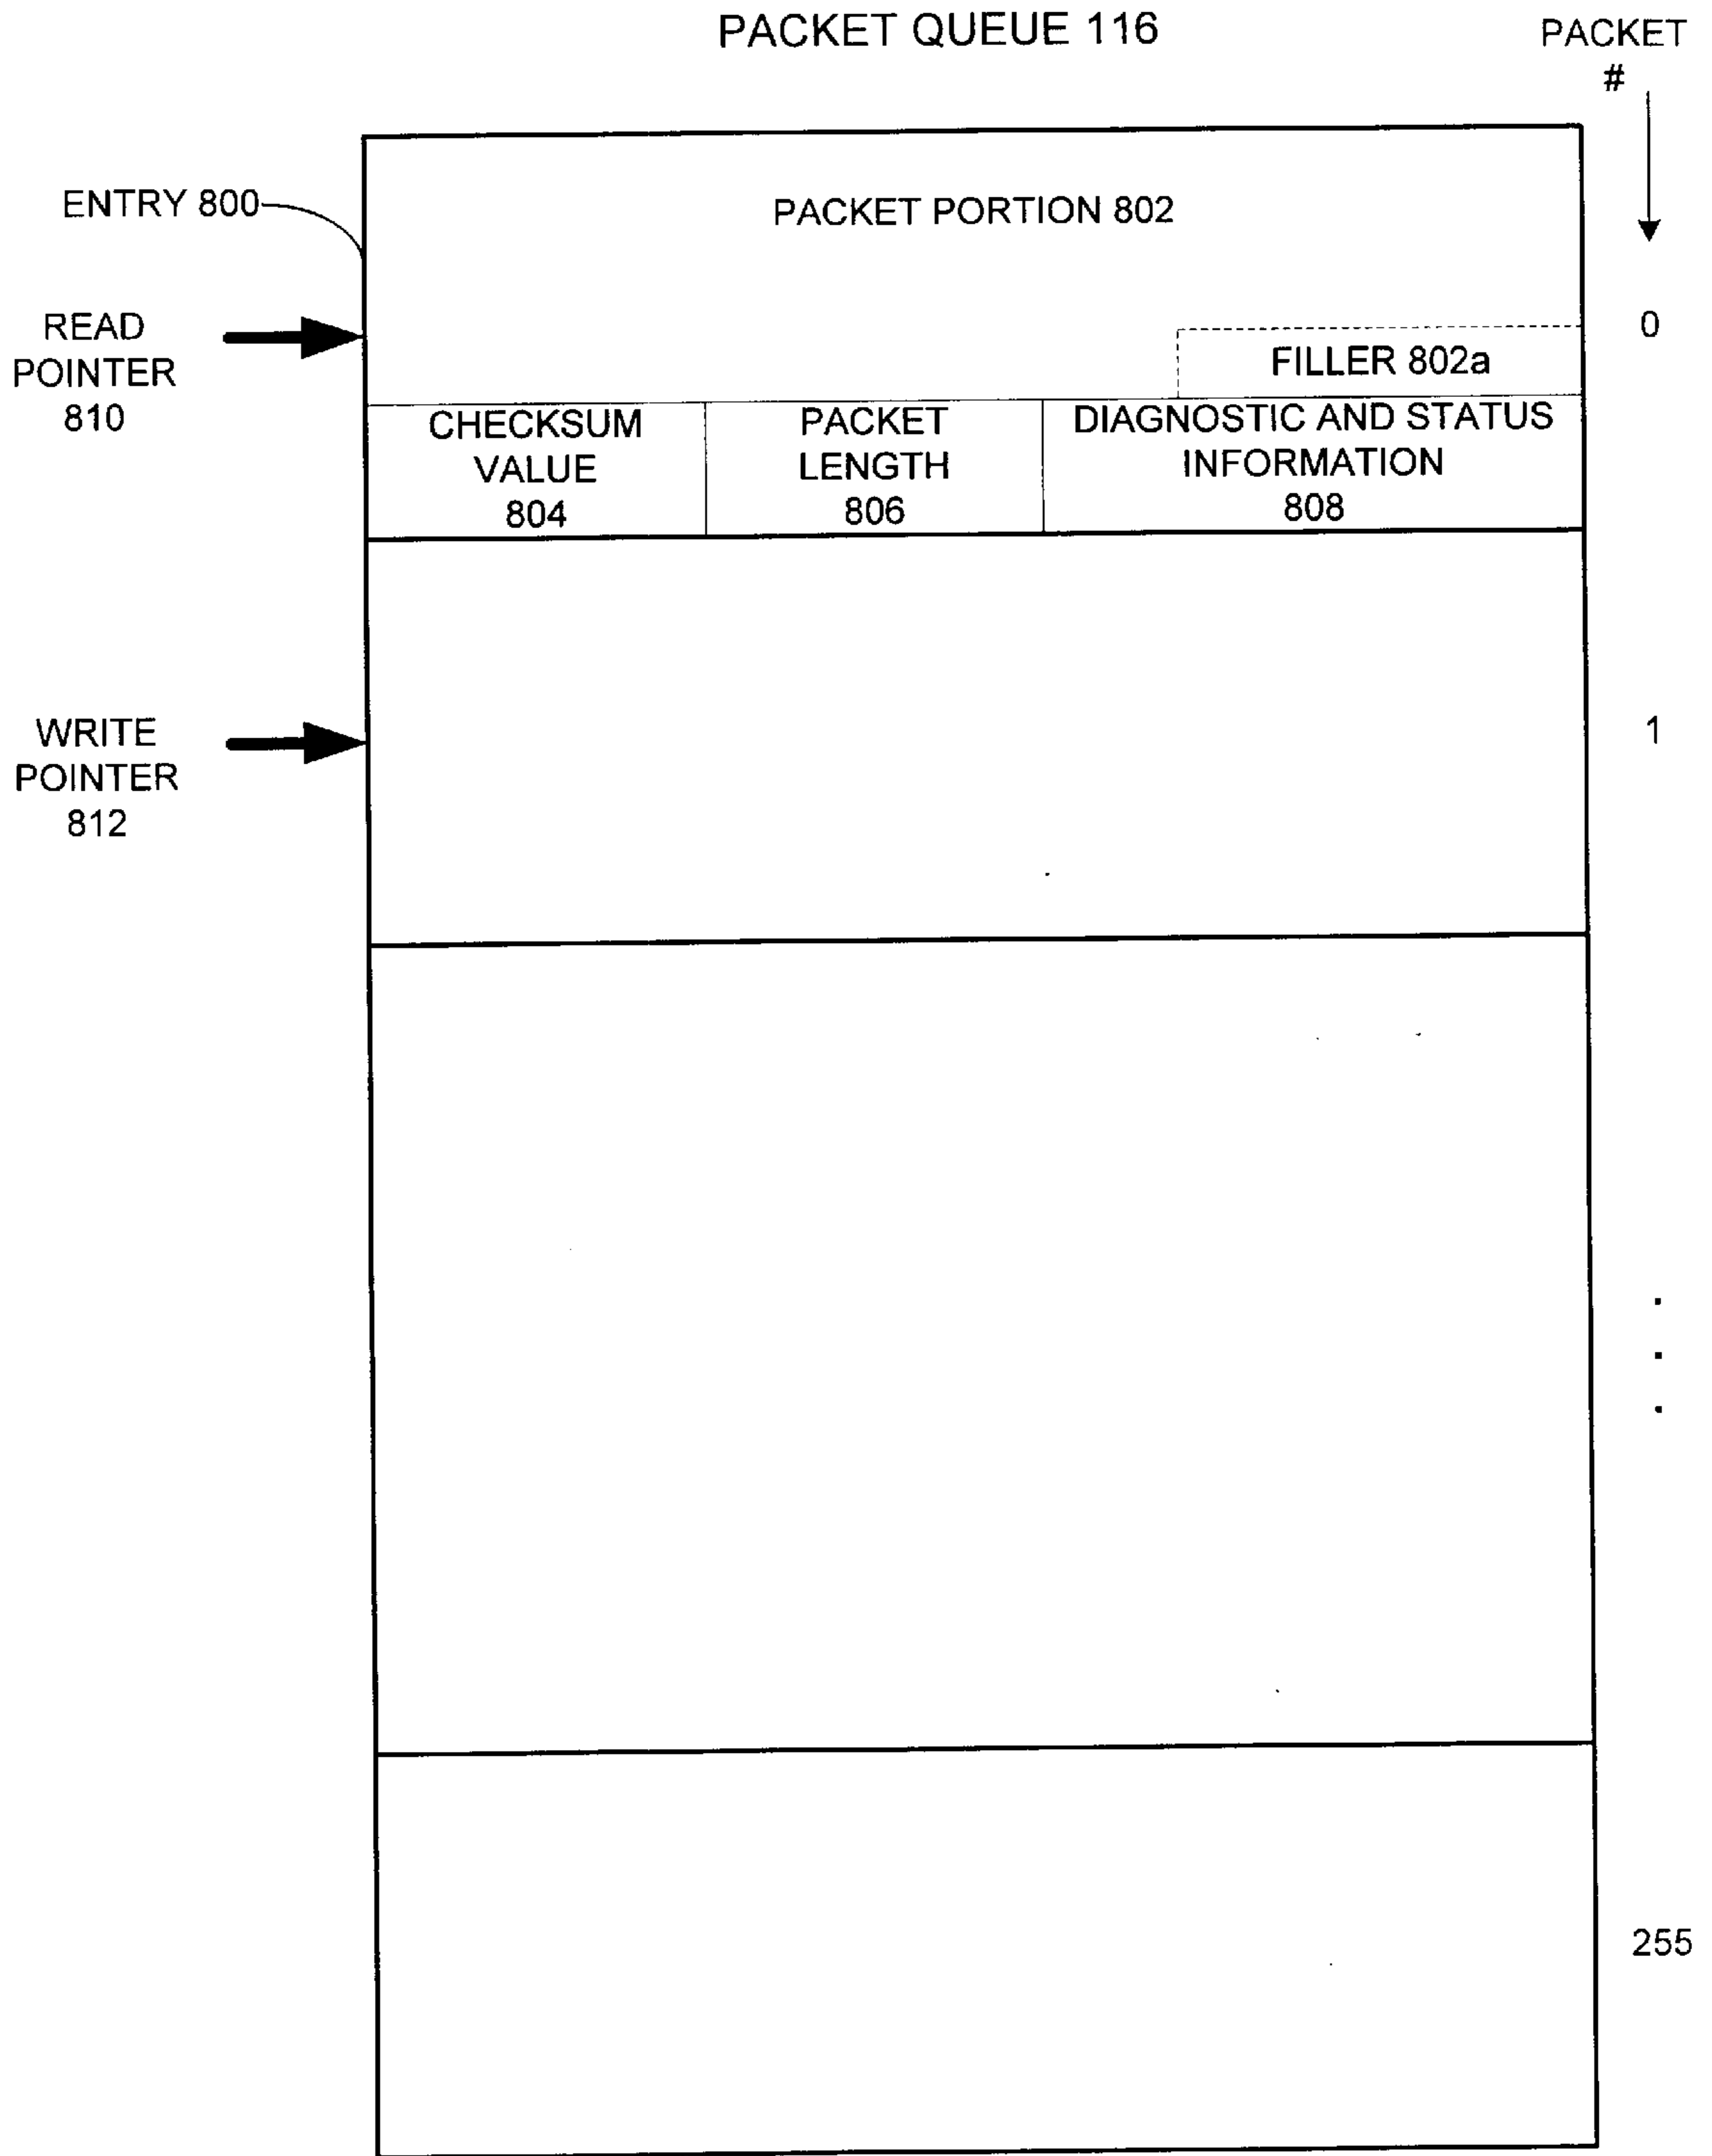 PACKET QUEUE 116
PACKET
#
ENTRY 800
PACKET PORTION 802
READ
POINTER
810
0
FILLER 802a
CHECKSUM
VALUE
804
PACKET
LENGTH
806
DIAGNOSTIC AND STATUS
INFORMATION
808
WRITE
POINTER
812
1
.
.
.
255